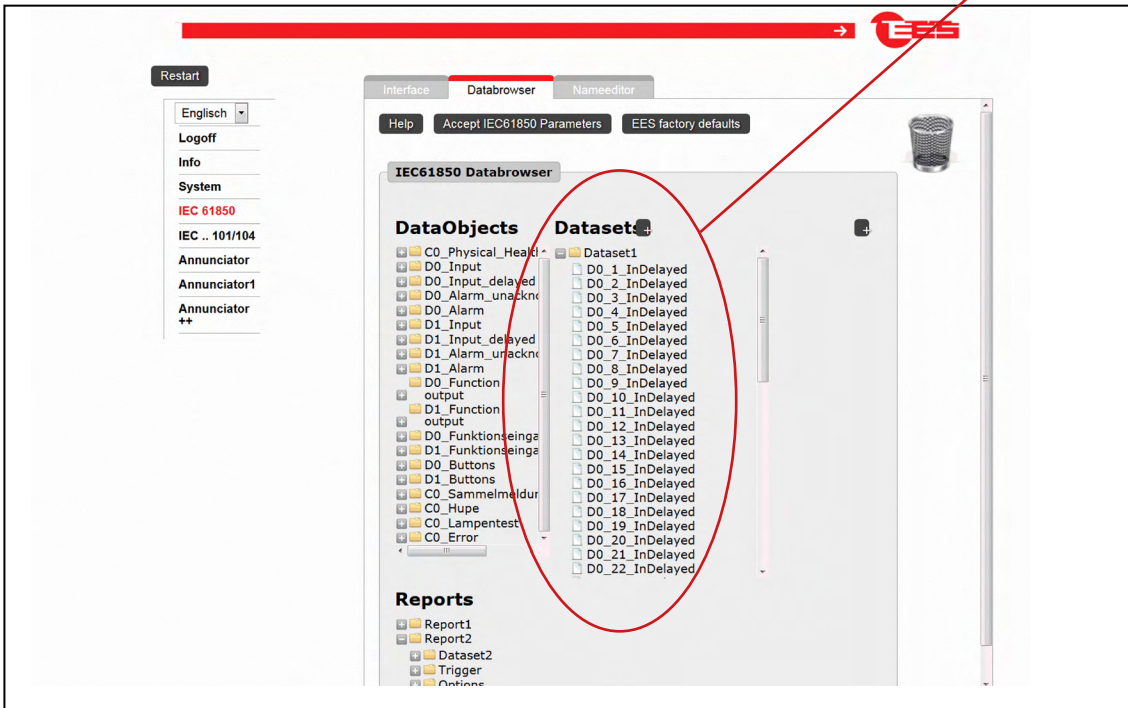 EES
Restart
Interface
Databrowser
Nameeditor
Englisch
Logoff
Info
System
IEC 61850
IEC .. 101/104
Annunciator
Annunciator1
Annunciator
++
Help
Accept IEC61850 Parameters
EES factory defaults
IEC61850 Databrowser
DataObjects
C0_Physical_Healt
D0_Input
D0_Input_delayed
D0_Alarm_unackno
D0_Alarm
D1_Input
D1_Input_delayed
D1_Alarm_unackno
D1_Alarm
D0_Function
output
D1_Function
output
D0_Funktionseinga
D1_Funktionseinga
D0_Buttons
D1_Buttons
C0_Sammelmeldun
C0_Hupe
C0_Lampentest
C0_Error
Datasets
Dataset1
D0_1_InDelayed
D0_2_InDelayed
D0_3_InDelayed
D0_4_InDelayed
D0_5_InDelayed
D0_6_InDelayed
D0_7_InDelayed
D0_8_InDelayed
D0_9_InDelayed
D0_10_InDelayed
D0_11_InDelayed
D0_12_InDelayed
D0_13_InDelayed
D0_14_InDelayed
D0_15_InDelayed
D0_16_InDelayed
D0_17_InDelayed
D0_18_InDelayed
D0_19_InDelayed
D0_20_InDelayed
D0_21_InDelayed
D0_22_InDelayed
Reports
Report1
Report2
Dataset2
Trigger
Options